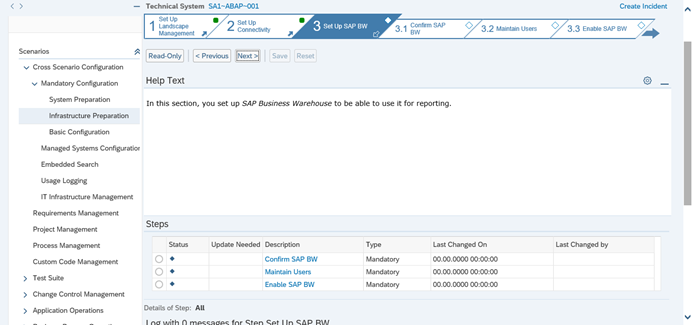 Technical System SA1~ABAP~001 Create Incident
1 Set Up Landscape Management
2 Set Up Connectivity
3 Set Up SAP BW
3.1 Confirm SAP BW
3.2 Maintain Users
3.3 Enable SAP BW
Read-Only < Previous Next > Save Reset
Scenarios
Cross Scenario Configuration
Mandatory Configuration
System Preparation
Infrastructure Preparation
Basic Configuration
Managed Systems Configuration
Embedded Search
Usage Logging
IT Infrastructure Management
Requirements Management
Project Management
Process Management
Custom Code Management
Test Suite
Change Control Management
Application Operations
Help Text
In this section, you set up SAP Business Warehouse to be able to use it for reporting.
Steps
Status Update Needed Description Type Last Changed On Last Changed by
Confirm SAP BW Mandatory 00.00.0000 00:00:00
Maintain Users Mandatory 00.00.0000 00:00:00
Enable SAP BW Mandatory 00.00.0000 00:00:00
Details of Step: All
Log with 0 messages for Step Set Up SAP BW